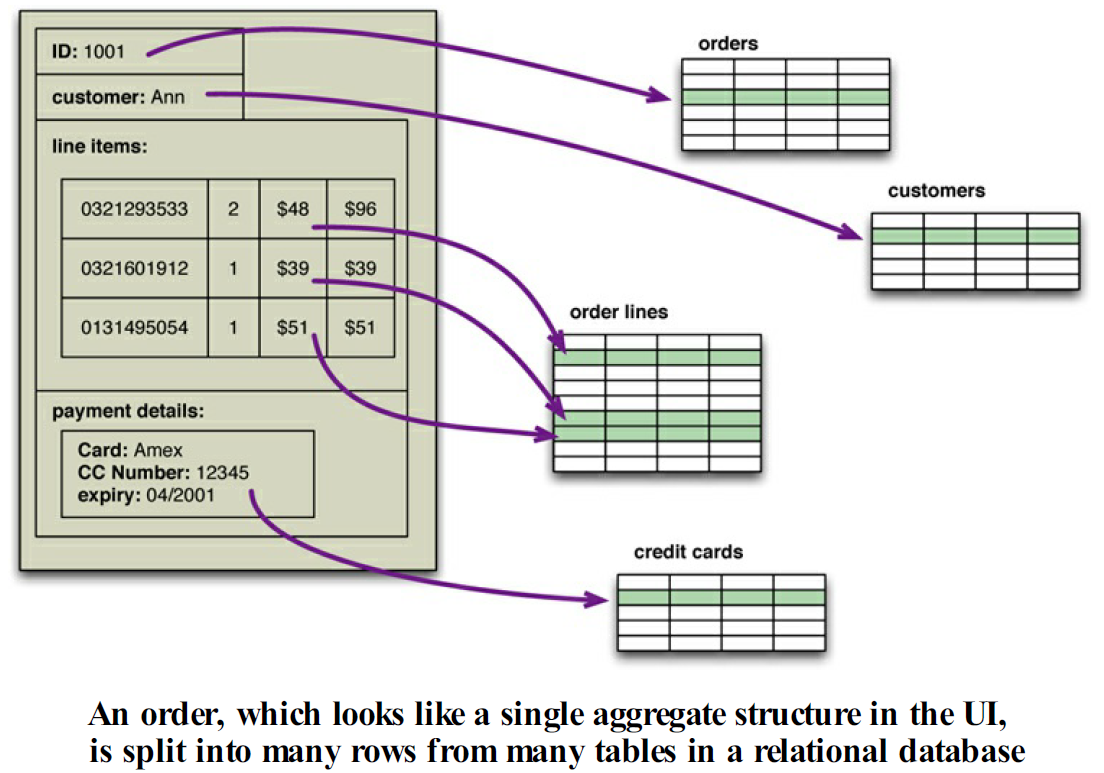 ID: 1001
customer: Ann
line items:
0321293533 2 $48 $96
0321601912 1 $39 $39
0131495054 1 $51 $51
payment details:
Card: Amex
CC Number: 12345
expiry: 04/2001
orders
customers
order lines
credit cards
An order, which looks like a single aggregate structure in the UI,
is split into many rows from many tables in a relational database